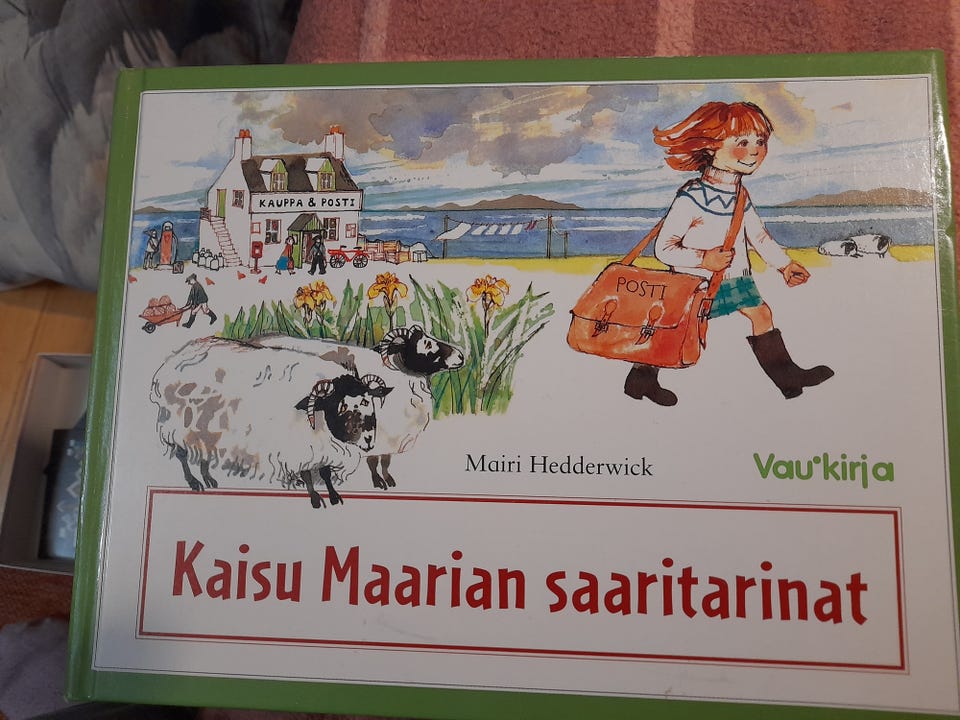 KAUPPA & POSTI
POSTI
Mairi Hedderwick
Vau•kirja
Kaisu Maarian saaritarinat